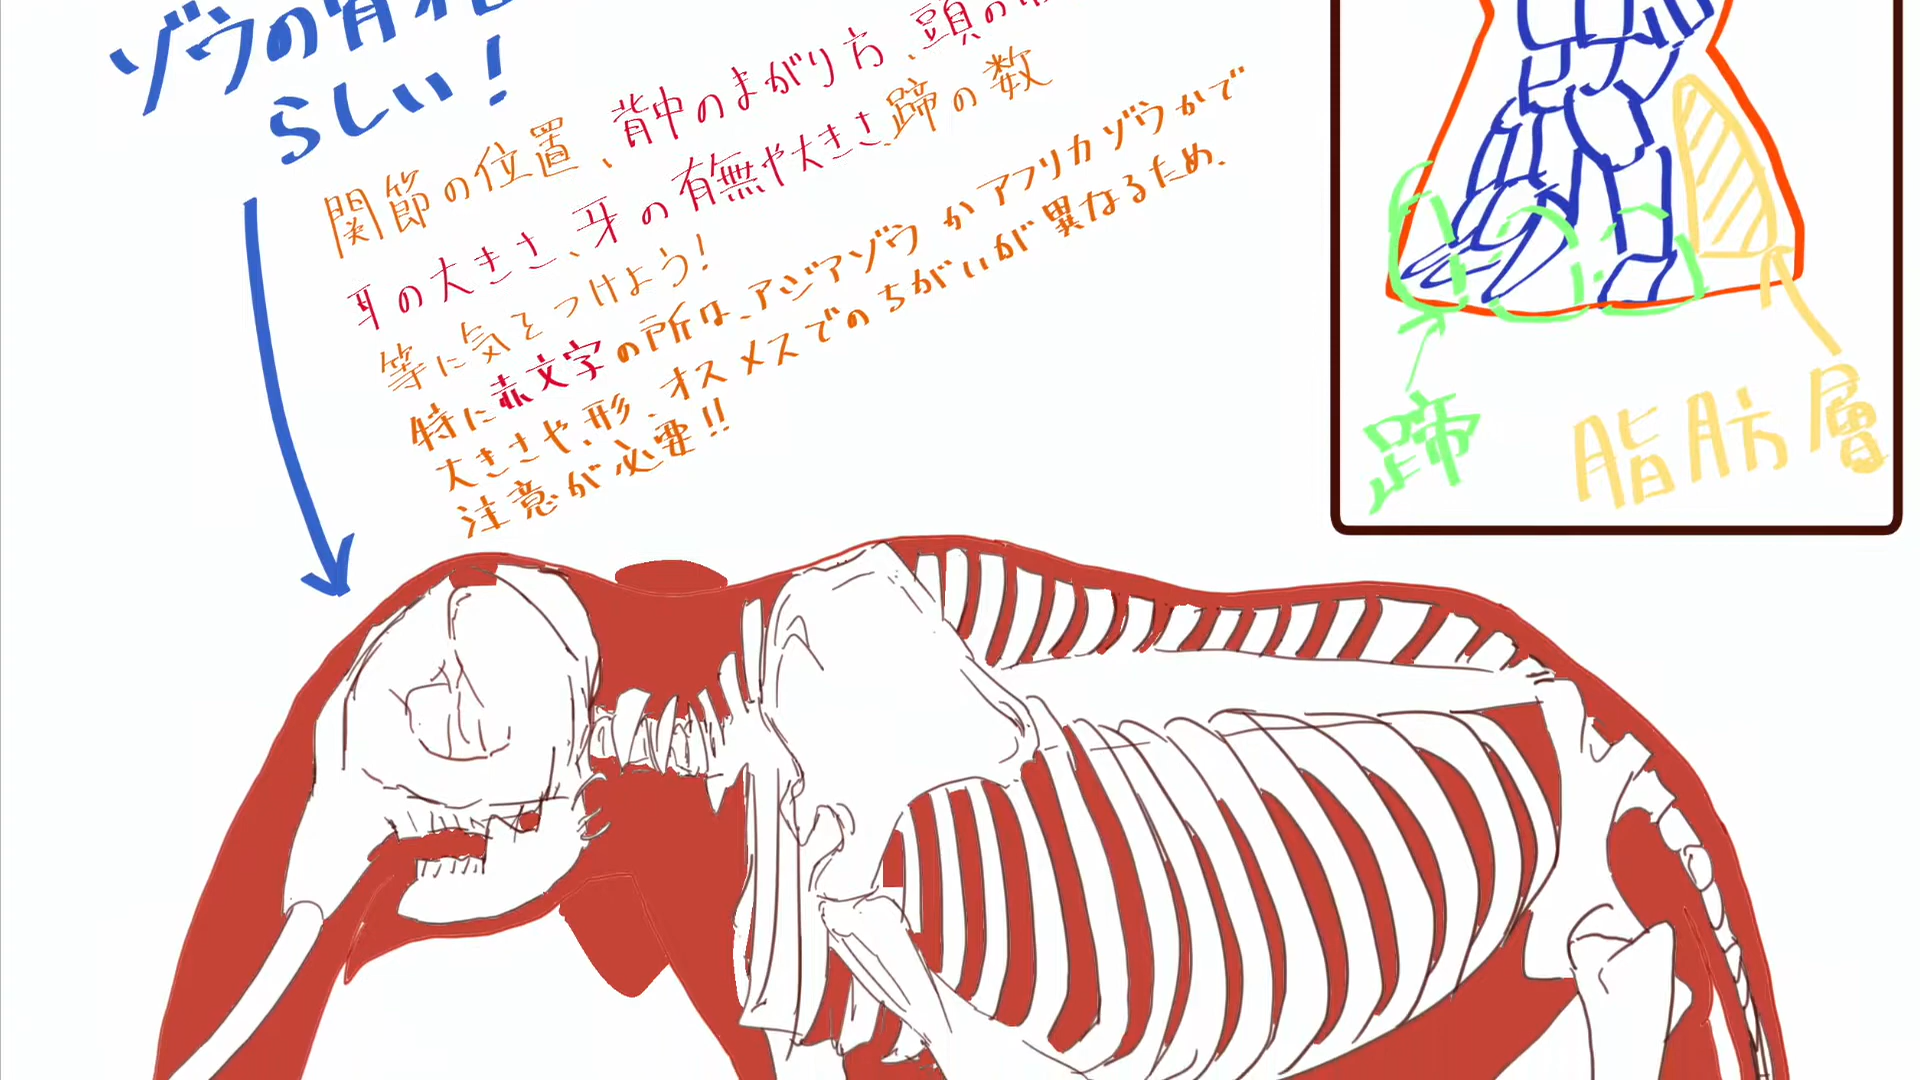 ゾウの骨格
らしい!
関節の位置、背中のまがり方、頭の
耳の大きさ、牙の有無や大きさ、蹄の数
等に気をつけよう!
特に赤文字の所は、アジアゾウかアフリカゾウかで
大きさや、形、オスメスでのちがいが異なるため、
注意が必要!!
蹄
脂肪層